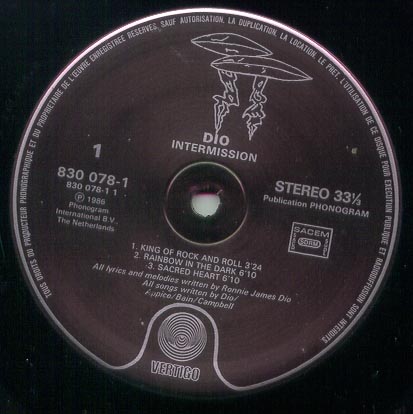 TOUS DROITS DU PRODUCTEUR PHONOGRAPHIQUE ET DU PROPRIETAIRE DE L'ŒUVRE ENREGISTREE RESERVES. SAUF AUTORISATION, LA DUPLICATION, LA LOCATION, LE PRET, L'UTILISATION DE CE DISQUE POUR EXECUTION PUBLIQUE ET RADIODIFFUSION SONT INTERDITS.
DIO
INTERMISSION
1
830 078-1
830 078-1 1
Ⓟ 1986
Phonogram
International B.V.,
The Netherlands
STEREO 33⅓
Publication PHONOGRAM
SACEM
SDRM
1. KING OF ROCK AND ROLL 3'24
2. RAINBOW IN THE DARK 6'10
3. SACRED HEART 6'10
All lyrics and melodies written by Ronnie James Dio
All songs written by Dio/
Appice/Bain/Campbell
VERTIGO